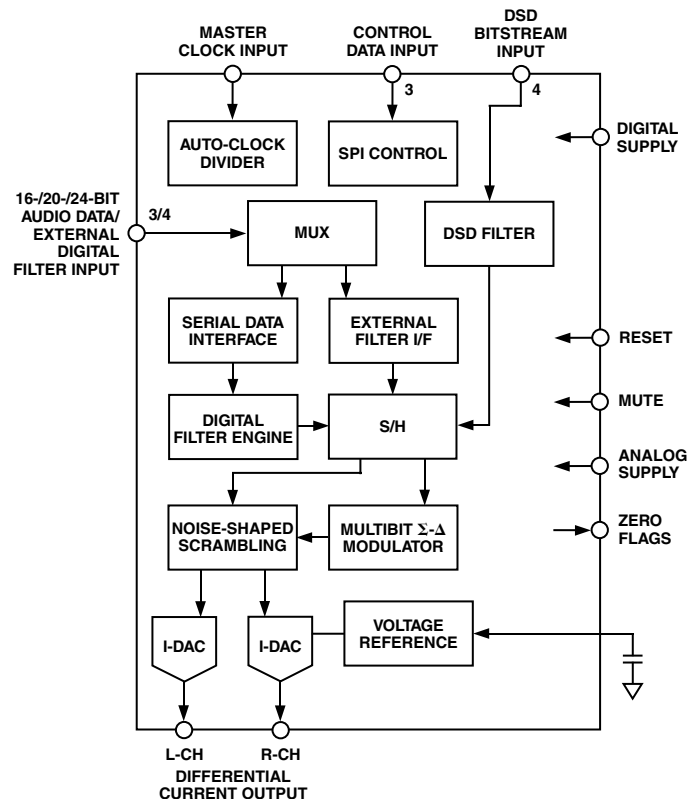 MASTER
CLOCK INPUT
CONTROL
DATA INPUT
DSD
BITSTREAM
INPUT
3
4
AUTO-CLOCK
DIVIDER
SPI CONTROL
DIGITAL
SUPPLY
16-/20-/24-BIT
AUDIO DATA/
EXTERNAL
DIGITAL
FILTER INPUT
3/4
MUX
DSD FILTER
SERIAL DATA
INTERFACE
EXTERNAL
FILTER I/F
RESET
DIGITAL
FILTER ENGINE
S/H
MUTE
ANALOG
SUPPLY
NOISE-SHAPED
SCRAMBLING
MULTIBIT Σ-Δ
MODULATOR
ZERO
FLAGS
I-DAC
I-DAC
VOLTAGE
REFERENCE
L-CH
R-CH
DIFFERENTIAL
CURRENT OUTPUT